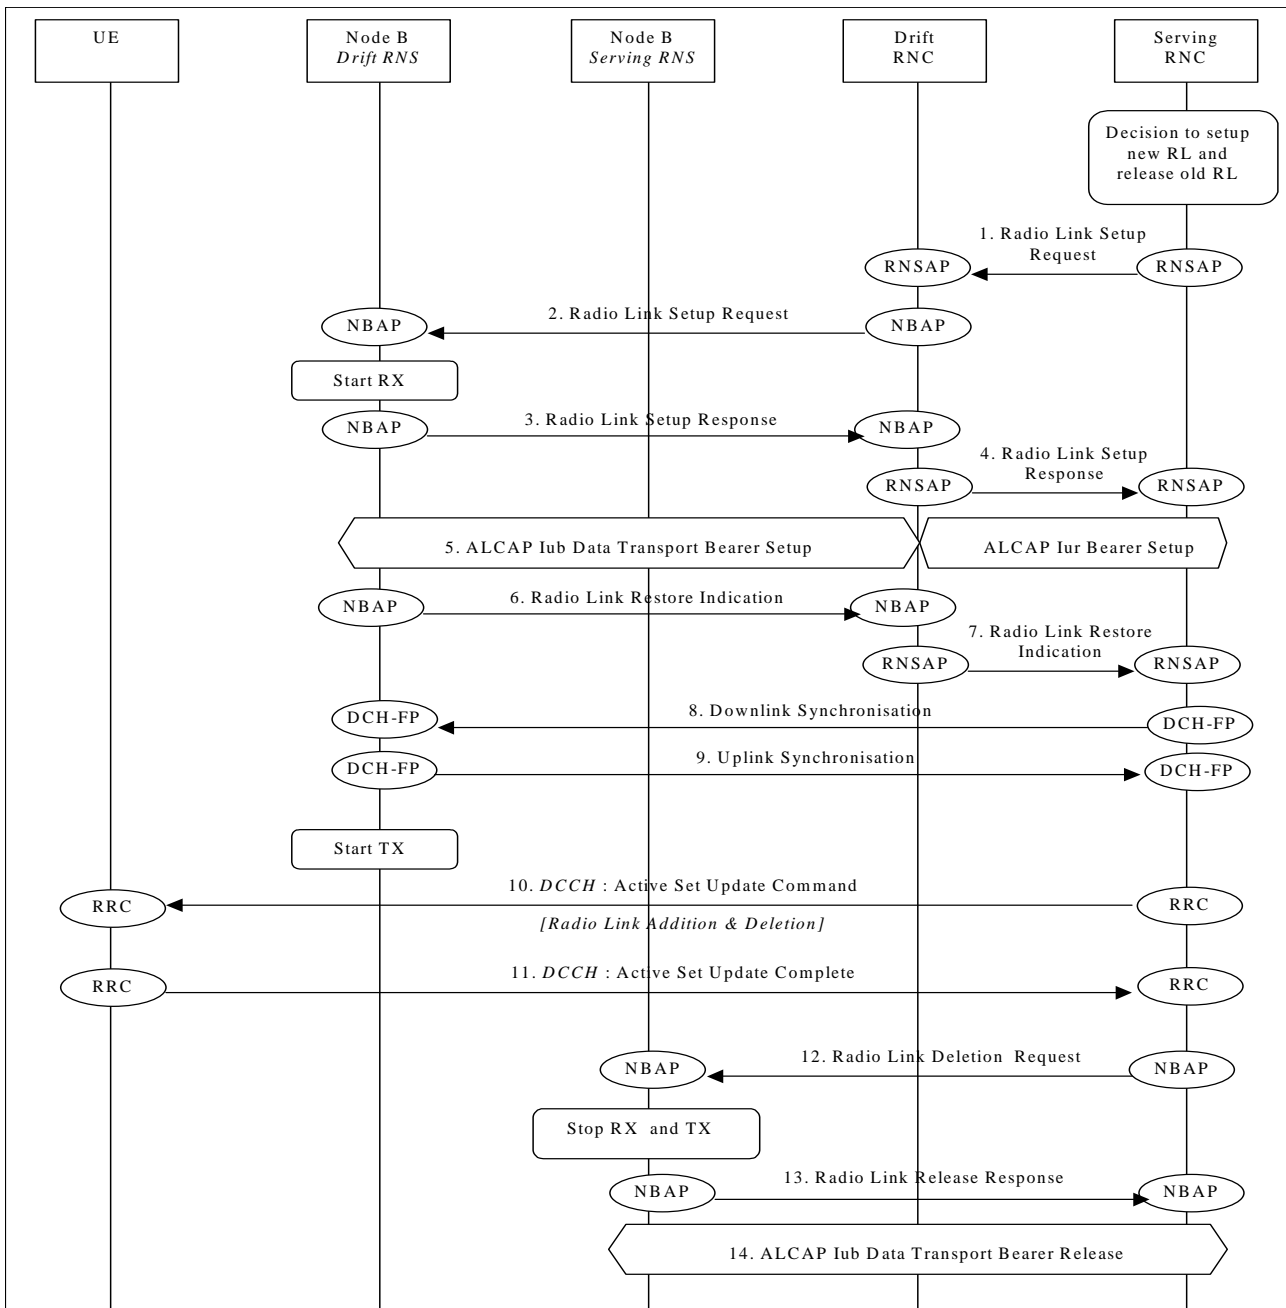 UE
Node B
Drift RNS
Node B
Serving RNS
Drift
RNC
Serving
RNC
Decision to setup
new RL and
release old RL
1. Radio Link Setup
Request
RNSAP
RNSAP
2. Radio Link Setup Request
NBAP
NBAP
Start RX
3. Radio Link Setup Response
NBAP
NBAP
4. Radio Link Setup
Response
RNSAP
RNSAP
5. ALCAP Iub Data Transport Bearer Setup
ALCAP Iur Bearer Setup
6. Radio Link Restore Indication
NBAP
NBAP
7. Radio Link Restore
Indication
RNSAP
RNSAP
8. Downlink Synchronisation
DCH-FP
DCH-FP
9. Uplink Synchronisation
DCH-FP
DCH-FP
Start TX
10. DCCH : Active Set Update Command
RRC
RRC
[Radio Link Addition & Deletion]
11. DCCH : Active Set Update Complete
RRC
RRC
12. Radio Link Deletion Request
NBAP
NBAP
Stop RX and TX
13. Radio Link Release Response
NBAP
NBAP
14. ALCAP Iub Data Transport Bearer Release